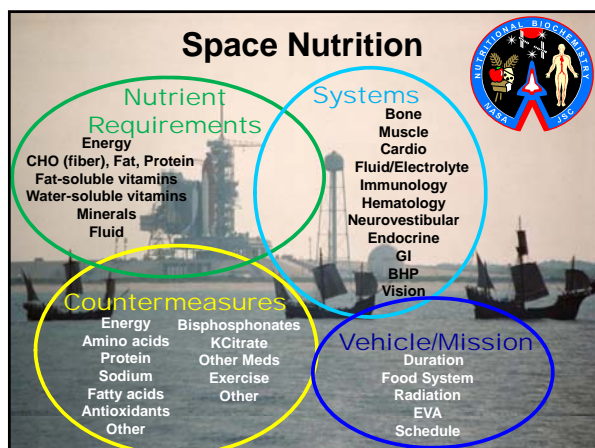 Space Nutrition
NUTRITIONAL BIOCHEMISTRY
NASA
JSC
Nutrient
Requirements
Energy
CHO (fiber), Fat, Protein
Fat-soluble vitamins
Water-soluble vitamins
Minerals
Fluid
Systems
Bone
Muscle
Cardio
Fluid/Electrolyte
Immunology
Hematology
Neurovestibular
Endocrine
GI
BHP
Vision
Countermeasures
Energy
Amino acids
Protein
Sodium
Fatty acids
Antioxidants
Other
Bisphosphonates
KCitrate
Other Meds
Exercise
Other
Vehicle/Mission
Duration
Food System
Radiation
EVA
Schedule